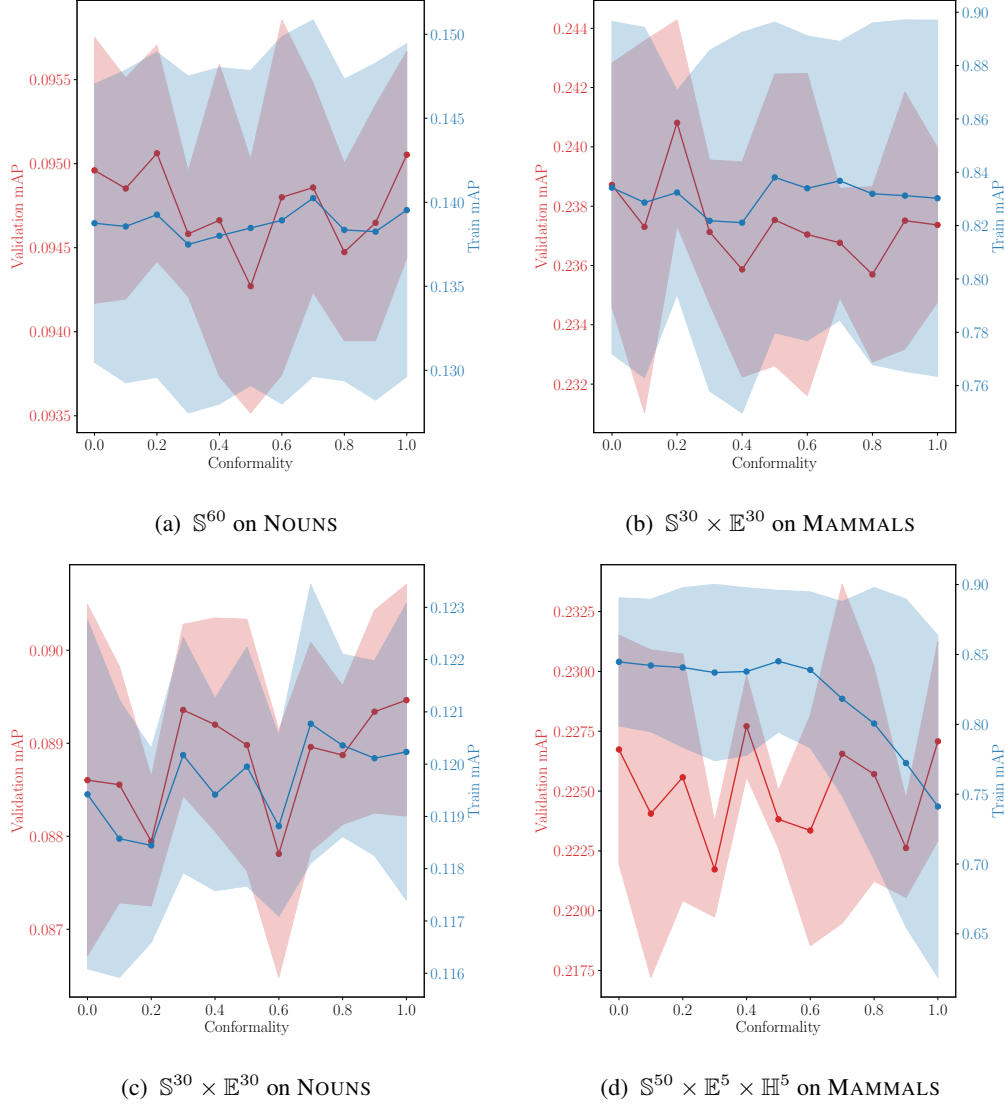 0.0955
0.0950
0.0945
0.0940
0.0935
Validation mAP
0.150
0.145
0.140
0.135
0.130
Train mAP
0.0 0.2 0.4 0.6 0.8 1.0
Conformality
(a) 𝕊⁶⁰ on NOUNS
0.244
0.242
0.240
0.238
0.236
0.234
0.232
Validation mAP
0.90
0.88
0.86
0.84
0.82
0.80
0.78
0.76
Train mAP
0.0 0.2 0.4 0.6 0.8 1.0
Conformality
(b) 𝕊³⁰ × 𝔼³⁰ on MAMMALS
0.090
0.089
0.088
0.087
Validation mAP
0.123
0.122
0.121
0.120
0.119
0.118
0.117
0.116
Train mAP
0.0 0.2 0.4 0.6 0.8 1.0
Conformality
(c) 𝕊³⁰ × 𝔼³⁰ on NOUNS
0.2325
0.2300
0.2275
0.2250
0.2225
0.2200
0.2175
Validation mAP
0.90
0.85
0.80
0.75
0.70
0.65
Train mAP
0.0 0.2 0.4 0.6 0.8 1.0
Conformality
(d) 𝕊⁵⁰ × 𝔼⁵ × ℍ⁵ on MAMMALS